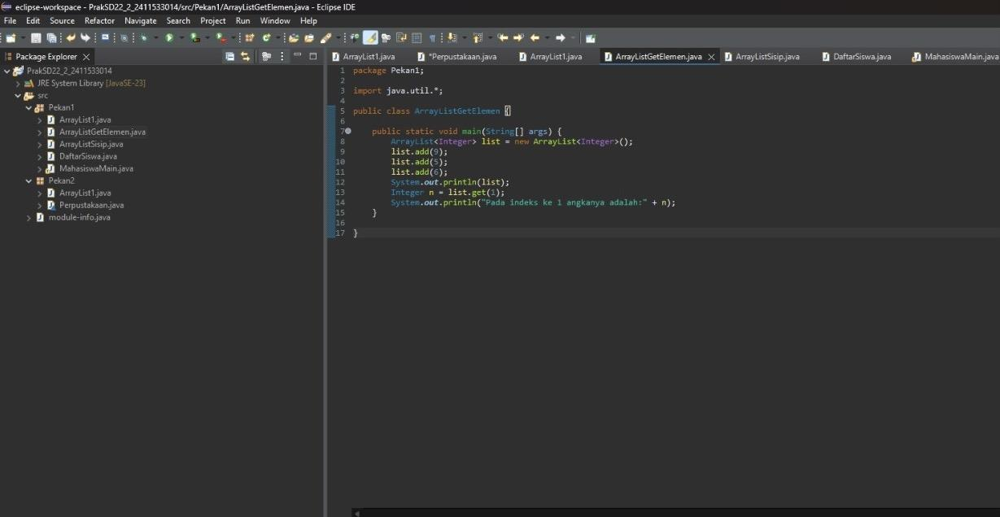 eclipse-workspace - PrakSD22_2_2411533014/src/Pekan1/ArrayListGetElemen.java - Eclipse IDE
File Edit Source Refactor Navigate Search Project Run Window Help
Package Explorer
PrakSD22_2_2411533014
JRE System Library [JavaSE-23]
src
Pekan1
ArrayList1.java
ArrayListGetElemen.java
ArrayListSisip.java
DaftarSiswa.java
MahasiswaMain.java
Pekan2
ArrayList1.java
Perpustakaan.java
module-info.java
ArrayList1.java *Perpustakaan.java ArrayList1.java ArrayListGetElemen.java ArrayListSisip.java DaftarSiswa.java MahasiswaMain.java
1 package Pekan1;
2
3 import java.util.*;
4
5 public class ArrayListGetElemen {
6
7 public static void main(String[] args) {
8 ArrayList<Integer> list = new ArrayList<Integer>();
9 list.add(9);
10 list.add(5);
11 list.add(6);
12 System.out.println(list);
13 Integer n = list.get(1);
14 System.out.println("Pada indeks ke 1 angkanya adalah:" + n);
15 }
16
17 }